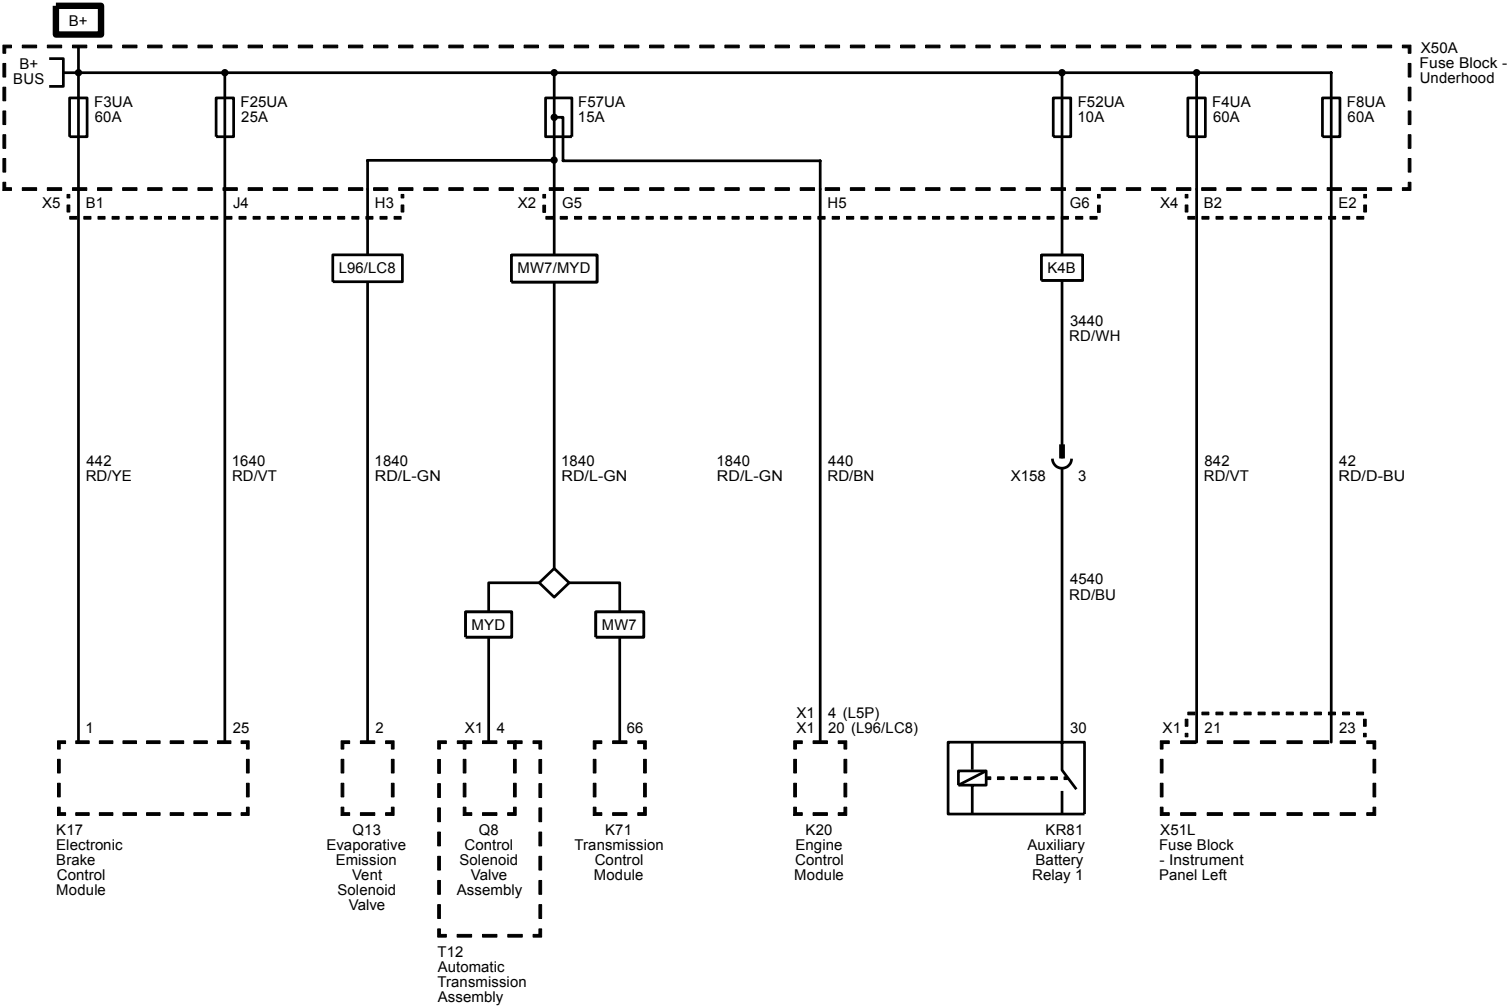 B+
X50A
Fuse Block -
Underhood
B+
BUS
F3UA
60A
F25UA
25A
F57UA
15A
F52UA
10A
F4UA
60A
F8UA
60A
X5 B1 J4 H3 X2 G5 H5 G6 X4 B2 E2
L96/LC8
MW7/MYD
K4B
3440
RD/WH
442
RD/YE
1640
RD/VT
1840
RD/L-GN
1840
RD/L-GN
1840
RD/L-GN
440
RD/BN
X158 3
842
RD/VT
42
RD/D-BU
4540
RD/BU
MYD
MW7
X1 4 (L5P)
1 25 2 X1 4 66 X1 20 (L96/LC8) 30 X1 21 23
K17
Electronic
Brake
Control
Module
Q13
Evaporative
Emission
Vent
Solenoid
Valve
Q8
Control
Solenoid
Valve
Assembly
K71
Transmission
Control
Module
K20
Engine
Control
Module
KR81
Auxiliary
Battery
Relay 1
X51L
Fuse Block
- Instrument
Panel Left
T12
Automatic
Transmission
Assembly